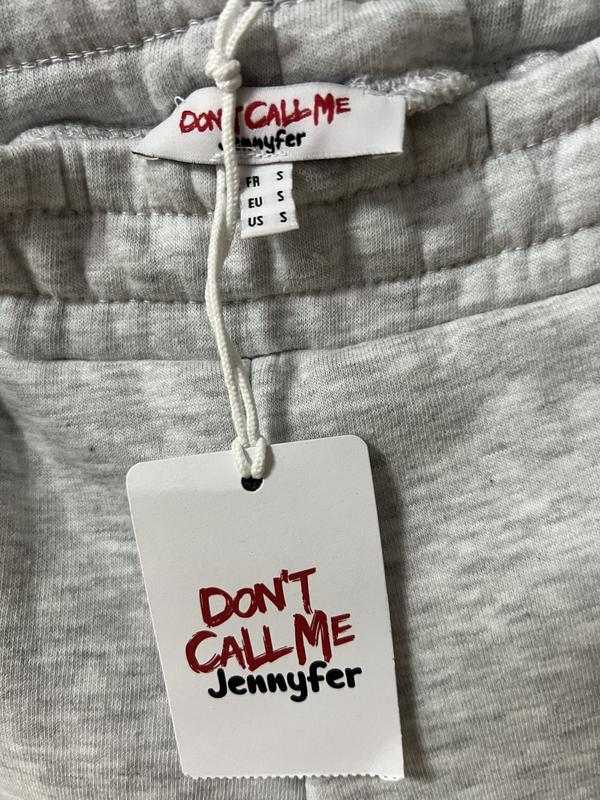 DON'T CALL ME
Jennyfer
FR S
EU S
US S
DON'T
CALL ME
Jennyfer